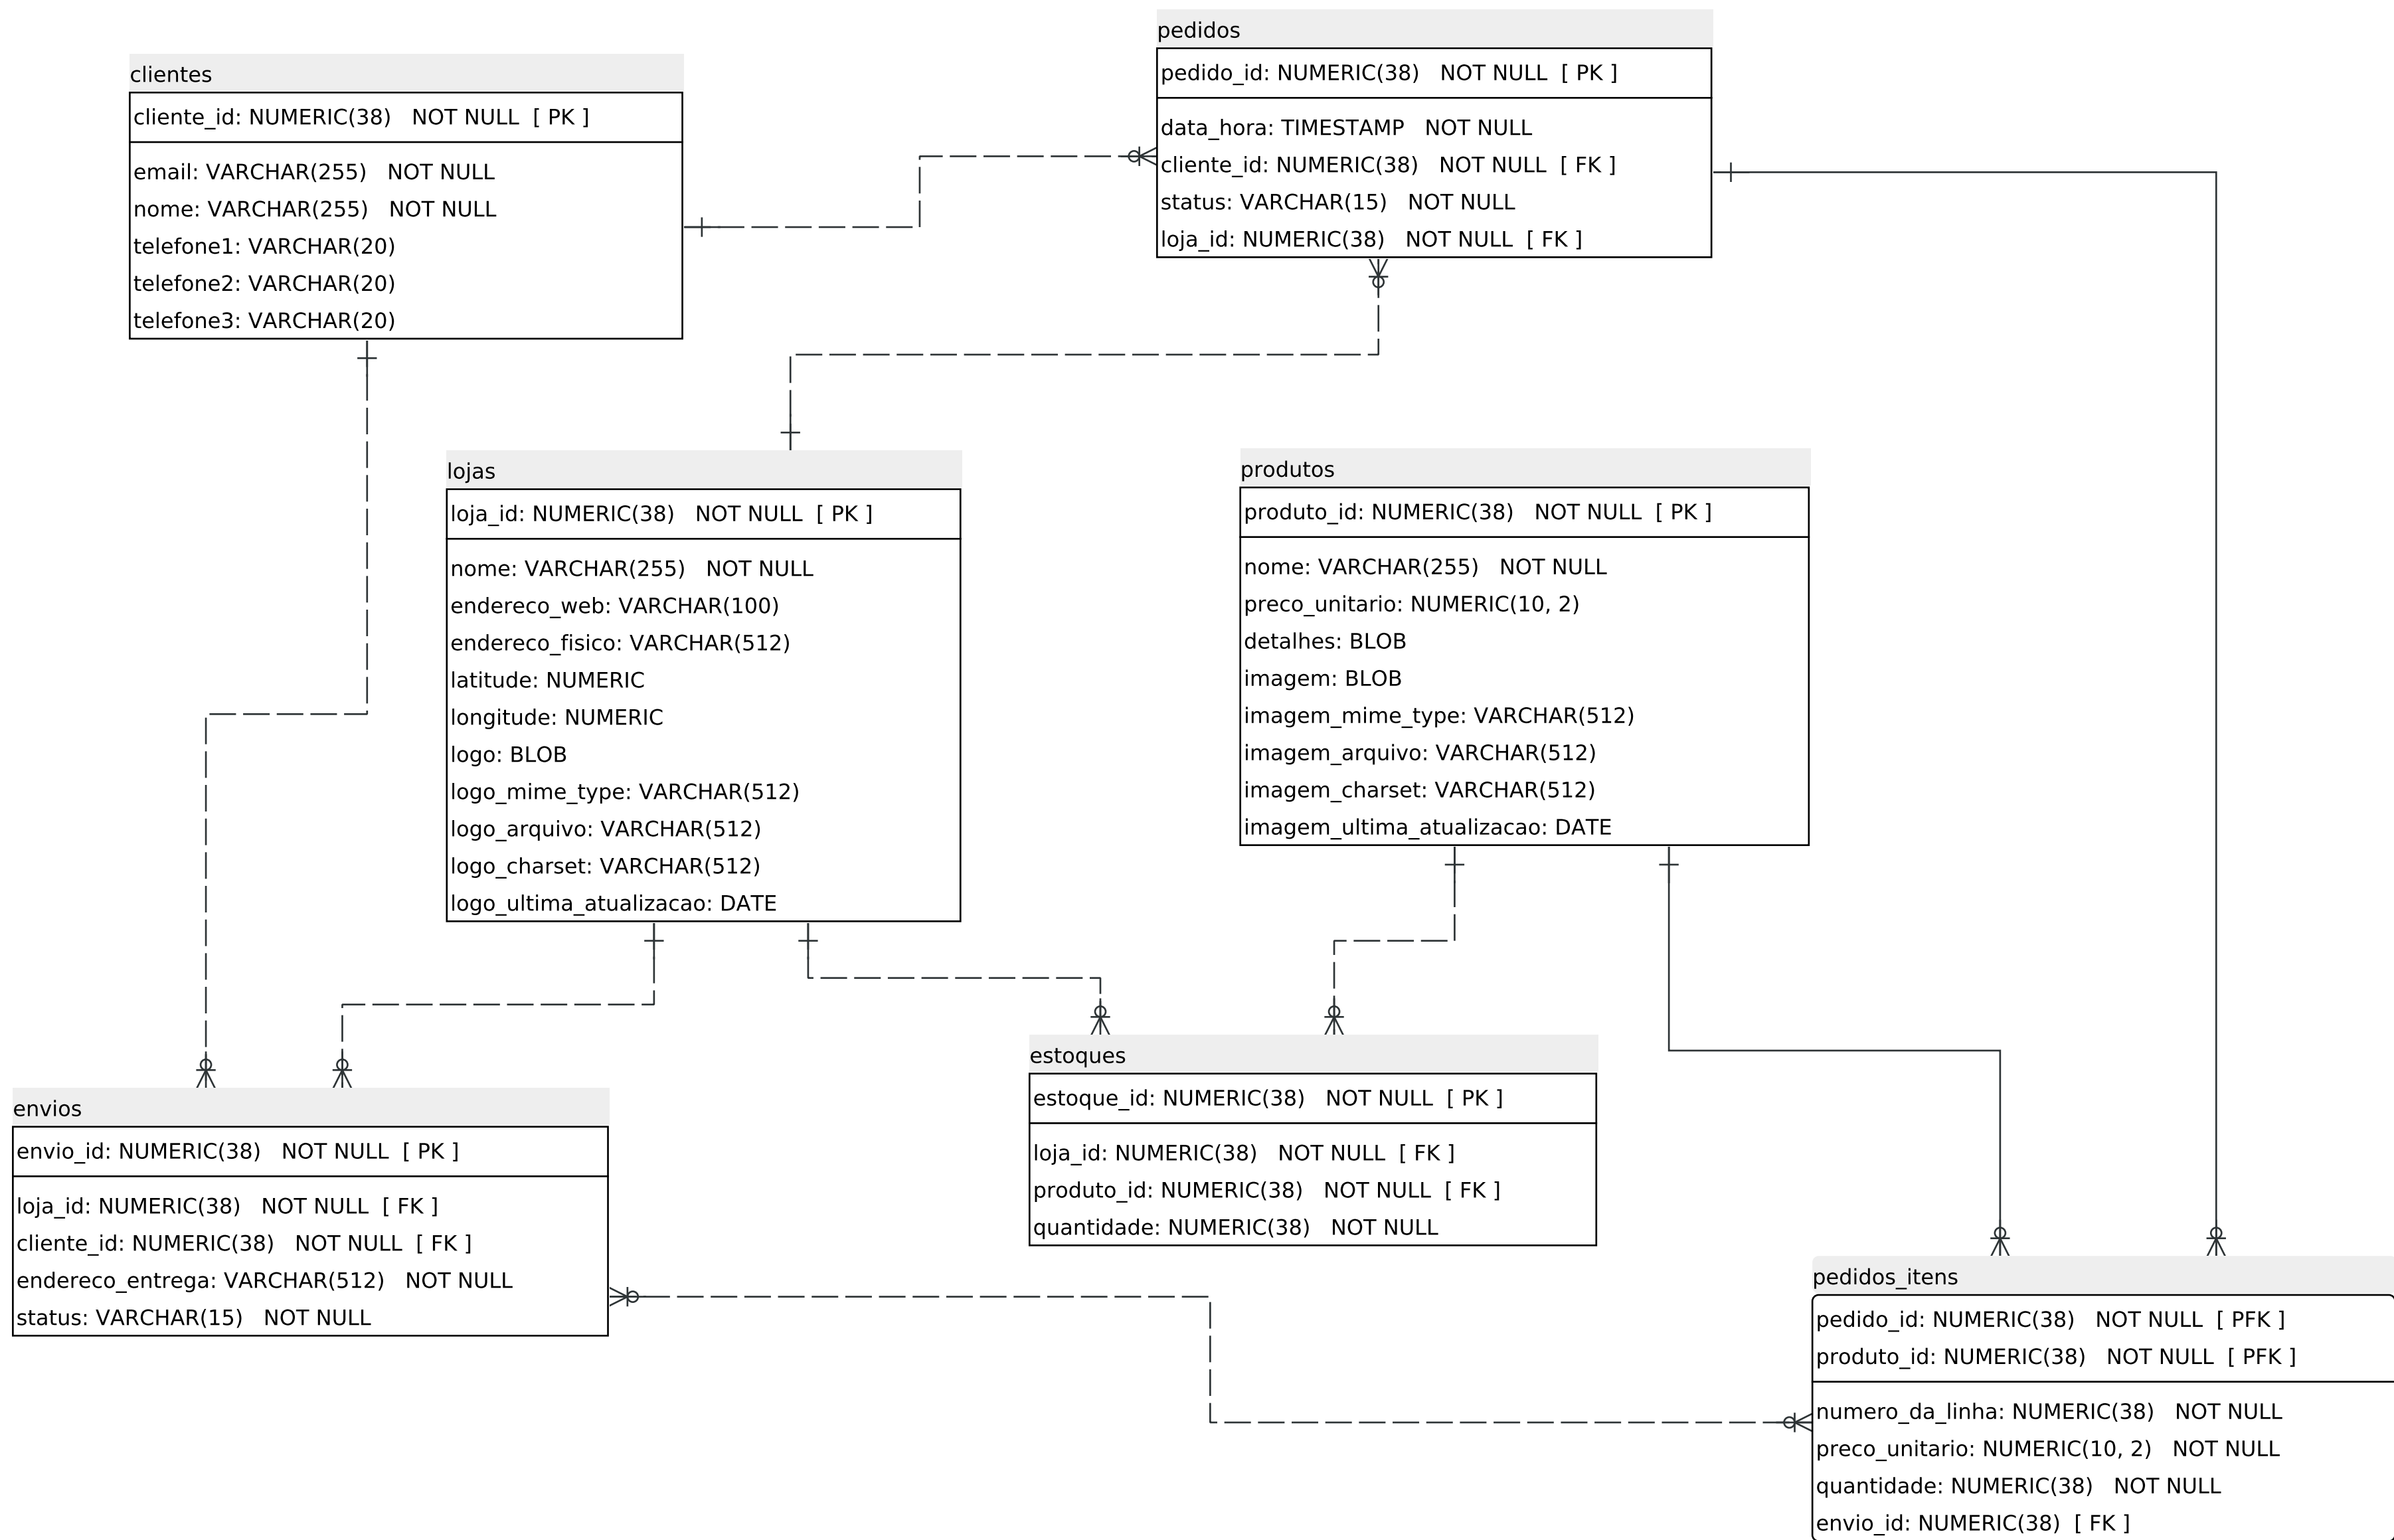 clientes
cliente_id: NUMERIC(38) NOT NULL [ PK ]
email: VARCHAR(255) NOT NULL
nome: VARCHAR(255) NOT NULL
telefone1: VARCHAR(20)
telefone2: VARCHAR(20)
telefone3: VARCHAR(20)
pedidos
pedido_id: NUMERIC(38) NOT NULL [ PK ]
data_hora: TIMESTAMP NOT NULL
cliente_id: NUMERIC(38) NOT NULL [ FK ]
status: VARCHAR(15) NOT NULL
loja_id: NUMERIC(38) NOT NULL [ FK ]
lojas
loja_id: NUMERIC(38) NOT NULL [ PK ]
nome: VARCHAR(255) NOT NULL
endereco_web: VARCHAR(100)
endereco_fisico: VARCHAR(512)
latitude: NUMERIC
longitude: NUMERIC
logo: BLOB
logo_mime_type: VARCHAR(512)
logo_arquivo: VARCHAR(512)
logo_charset: VARCHAR(512)
logo_ultima_atualizacao: DATE
produtos
produto_id: NUMERIC(38) NOT NULL [ PK ]
nome: VARCHAR(255) NOT NULL
preco_unitario: NUMERIC(10, 2)
detalhes: BLOB
imagem: BLOB
imagem_mime_type: VARCHAR(512)
imagem_arquivo: VARCHAR(512)
imagem_charset: VARCHAR(512)
imagem_ultima_atualizacao: DATE
envios
envio_id: NUMERIC(38) NOT NULL [ PK ]
loja_id: NUMERIC(38) NOT NULL [ FK ]
cliente_id: NUMERIC(38) NOT NULL [ FK ]
endereco_entrega: VARCHAR(512) NOT NULL
status: VARCHAR(15) NOT NULL
estoques
estoque_id: NUMERIC(38) NOT NULL [ PK ]
loja_id: NUMERIC(38) NOT NULL [ FK ]
produto_id: NUMERIC(38) NOT NULL [ FK ]
quantidade: NUMERIC(38) NOT NULL
pedidos_itens
pedido_id: NUMERIC(38) NOT NULL [ PFK ]
produto_id: NUMERIC(38) NOT NULL [ PFK ]
numero_da_linha: NUMERIC(38) NOT NULL
preco_unitario: NUMERIC(10, 2) NOT NULL
quantidade: NUMERIC(38) NOT NULL
envio_id: NUMERIC(38) [ FK ]